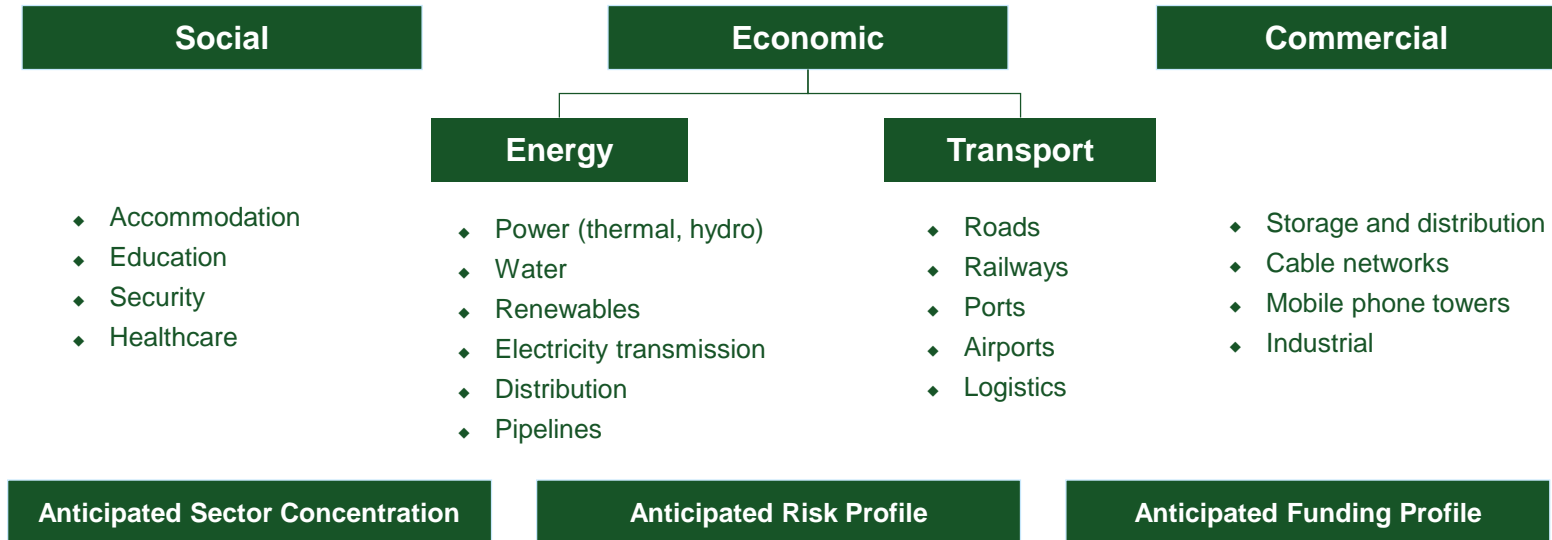 Social
Economic
Commercial
Energy
Transport
Accommodation
Education
Security
Healthcare
Power (thermal, hydro)
Water
Renewables
Electricity transmission
Distribution
Pipelines
Roads
Railways
Ports
Airports
Logistics
Storage and distribution
Cable networks
Mobile phone towers
Industrial
Anticipated Sector Concentration
Anticipated Risk Profile
Anticipated Funding Profile